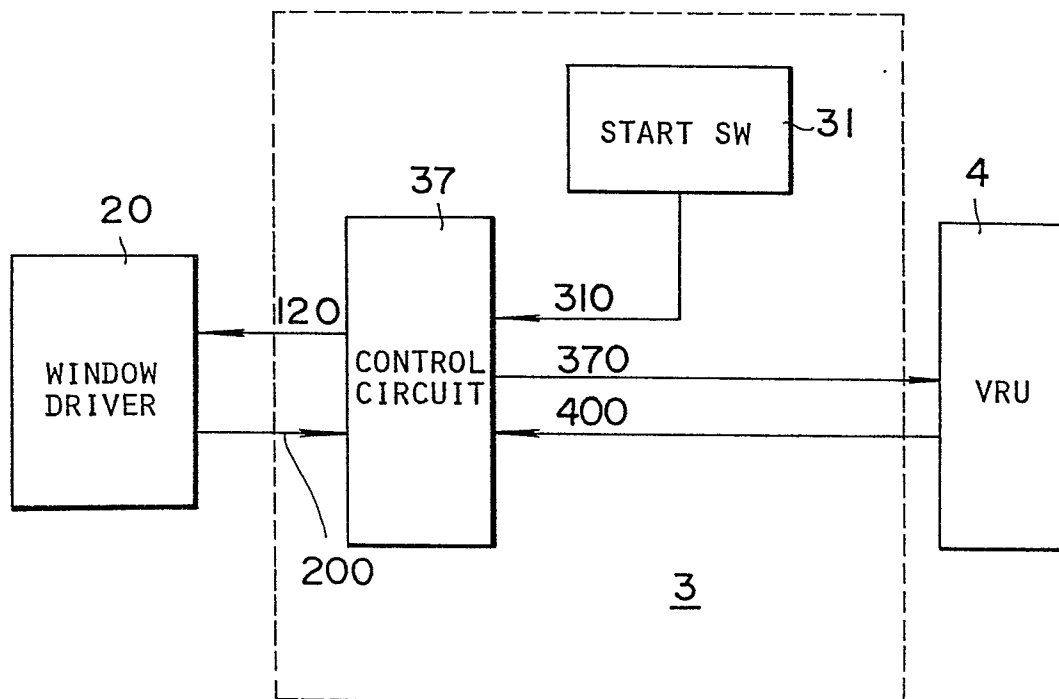 START SW
31
37
4
20
120
310
WINDOW
DRIVER
CONTROL
CIRCUIT
370
VRU
400
200
3